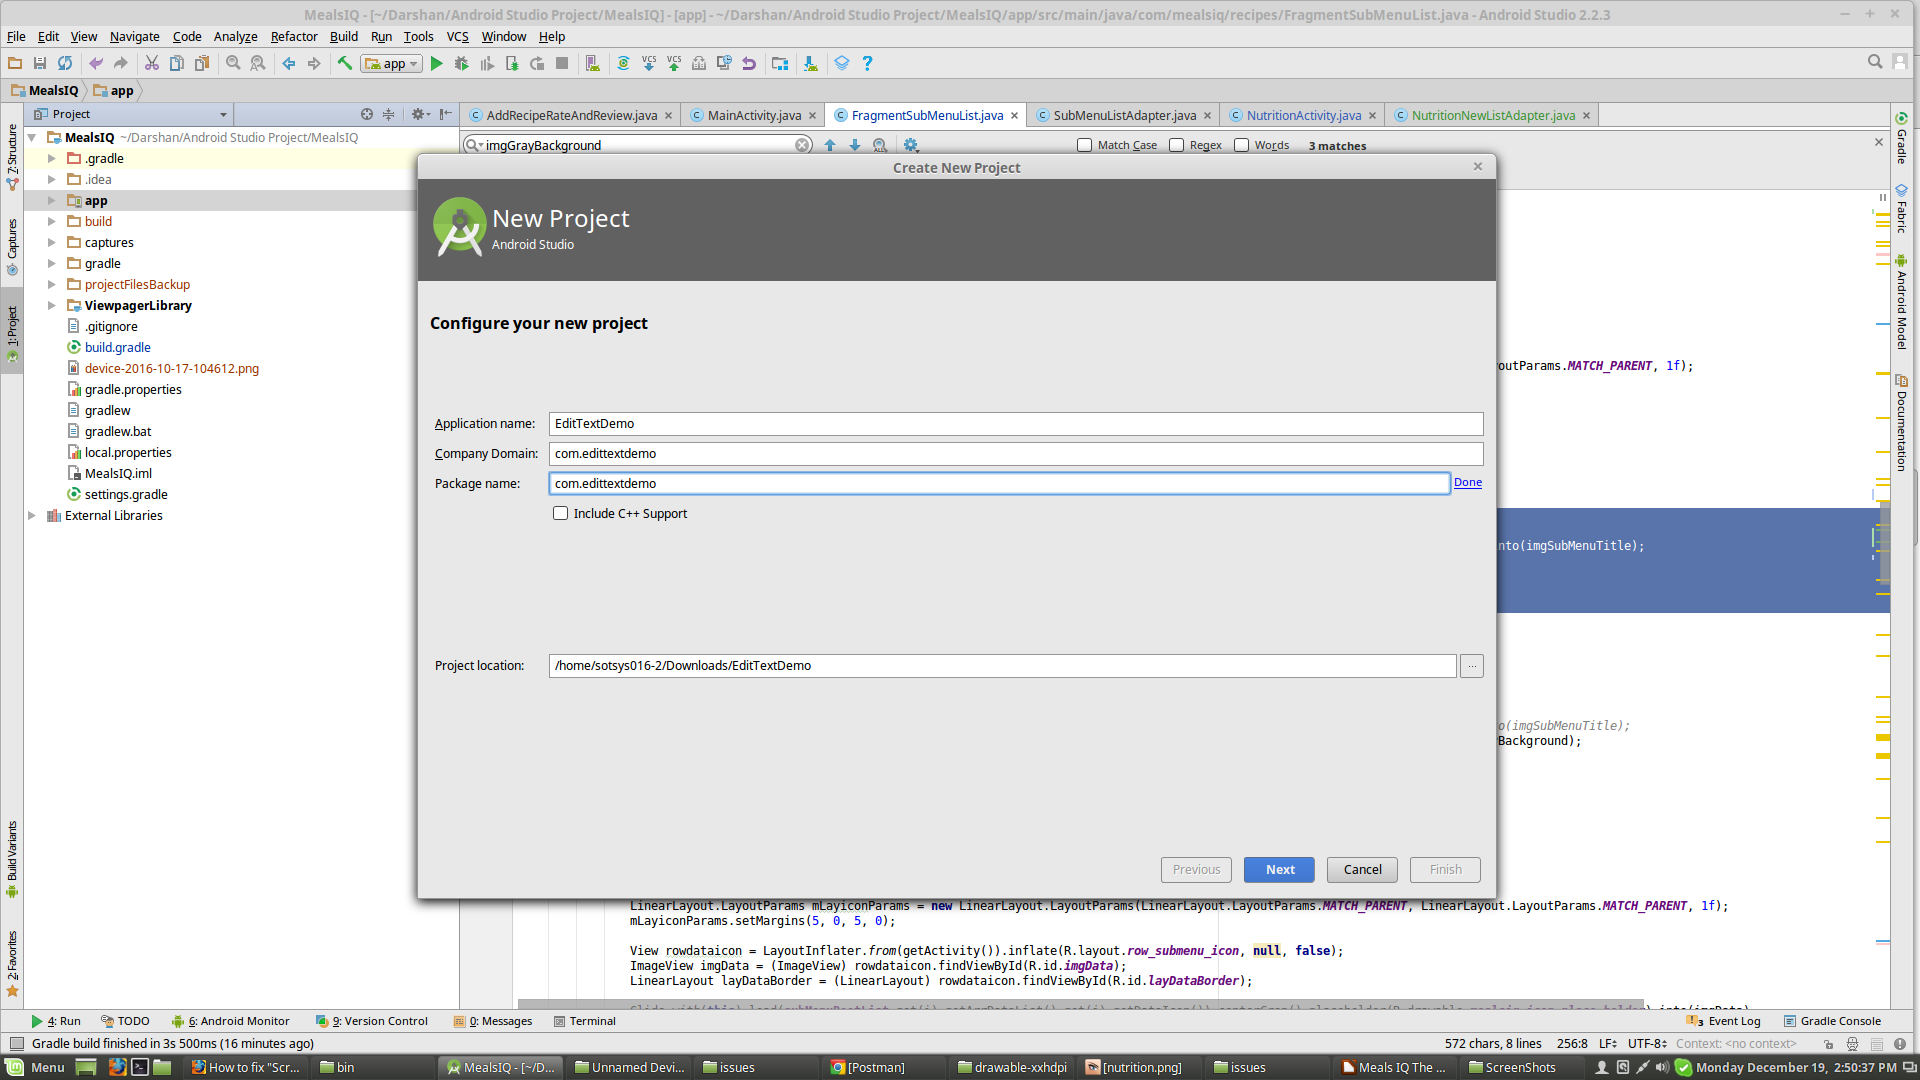 MealsIQ - [~/Darshan/Android Studio Project/MealsIQ] - [app] - ~/Darshan/Android Studio Project/MealsIQ/app/src/main/java/com/mealsiq/recipes/FragmentSubMenuList.java - Android Studio 2.2.3
File Edit View Navigate Code Analyze Refactor Build Run Tools VCS Window Help
app
MealsIQ app
Project
AddRecipeRateAndReview.java MainActivity.java FragmentSubMenuList.java SubMenuListAdapter.java NutritionActivity.java NutritionNewListAdapter.java
imgGrayBackground Match Case Regex Words 3 matches
MealsIQ ~/Darshan/Android Studio Project/MealsIQ
.gradle
.idea
app
build
captures
gradle
projectFilesBackup
ViewpagerLibrary
.gitignore
build.gradle
device-2016-10-17-104612.png
gradle.properties
gradlew
gradlew.bat
local.properties
MealsIQ.iml
settings.gradle
External Libraries
7: Structure
Captures
1: Project
Build Variants
2: Favorites
Create New Project
New Project
Android Studio
Configure your new project
Application name: EditTextDemo
Company Domain: com.edittextdemo
Package name: com.edittextdemo Done
Include C++ Support
Project location: /home/sotsys016-2/Downloads/EditTextDemo ...
Previous Next Cancel Finish
outParams.MATCH_PARENT, 1f);
nto(imgSubMenuTitle);
o(imgSubMenuTitle);
Background);
LinearLayout.LayoutParams mLayiconParams = new LinearLayout.LayoutParams(LinearLayout.LayoutParams.MATCH_PARENT, LinearLayout.LayoutParams.MATCH_PARENT, 1f);
mLayiconParams.setMargins(5, 0, 5, 0);
View rowdataicon = LayoutInflater.from(getActivity()).inflate(R.layout.row_submenu_icon, null, false);
ImageView imgData = (ImageView) rowdataicon.findViewById(R.id.imgData);
LinearLayout layDataBorder = (LinearLayout) rowdataicon.findViewById(R.id.layDataBorder);
Gradle
Fabric
Android Model
Documentation
4: Run TODO 6: Android Monitor 9: Version Control 0: Messages Terminal 3 Event Log Gradle Console
Gradle build finished in 3s 500ms (16 minutes ago) 572 chars, 8 lines 256:8 LF UTF-8 Context: <no context>
Menu How to fix "Scr... bin MealsIQ - [~/D... Unnamed Devi... issues [Postman] drawable-xxhdpi [nutrition.png] issues Meals IQ The ... ScreenShots Monday December 19, 2:50:37 PM